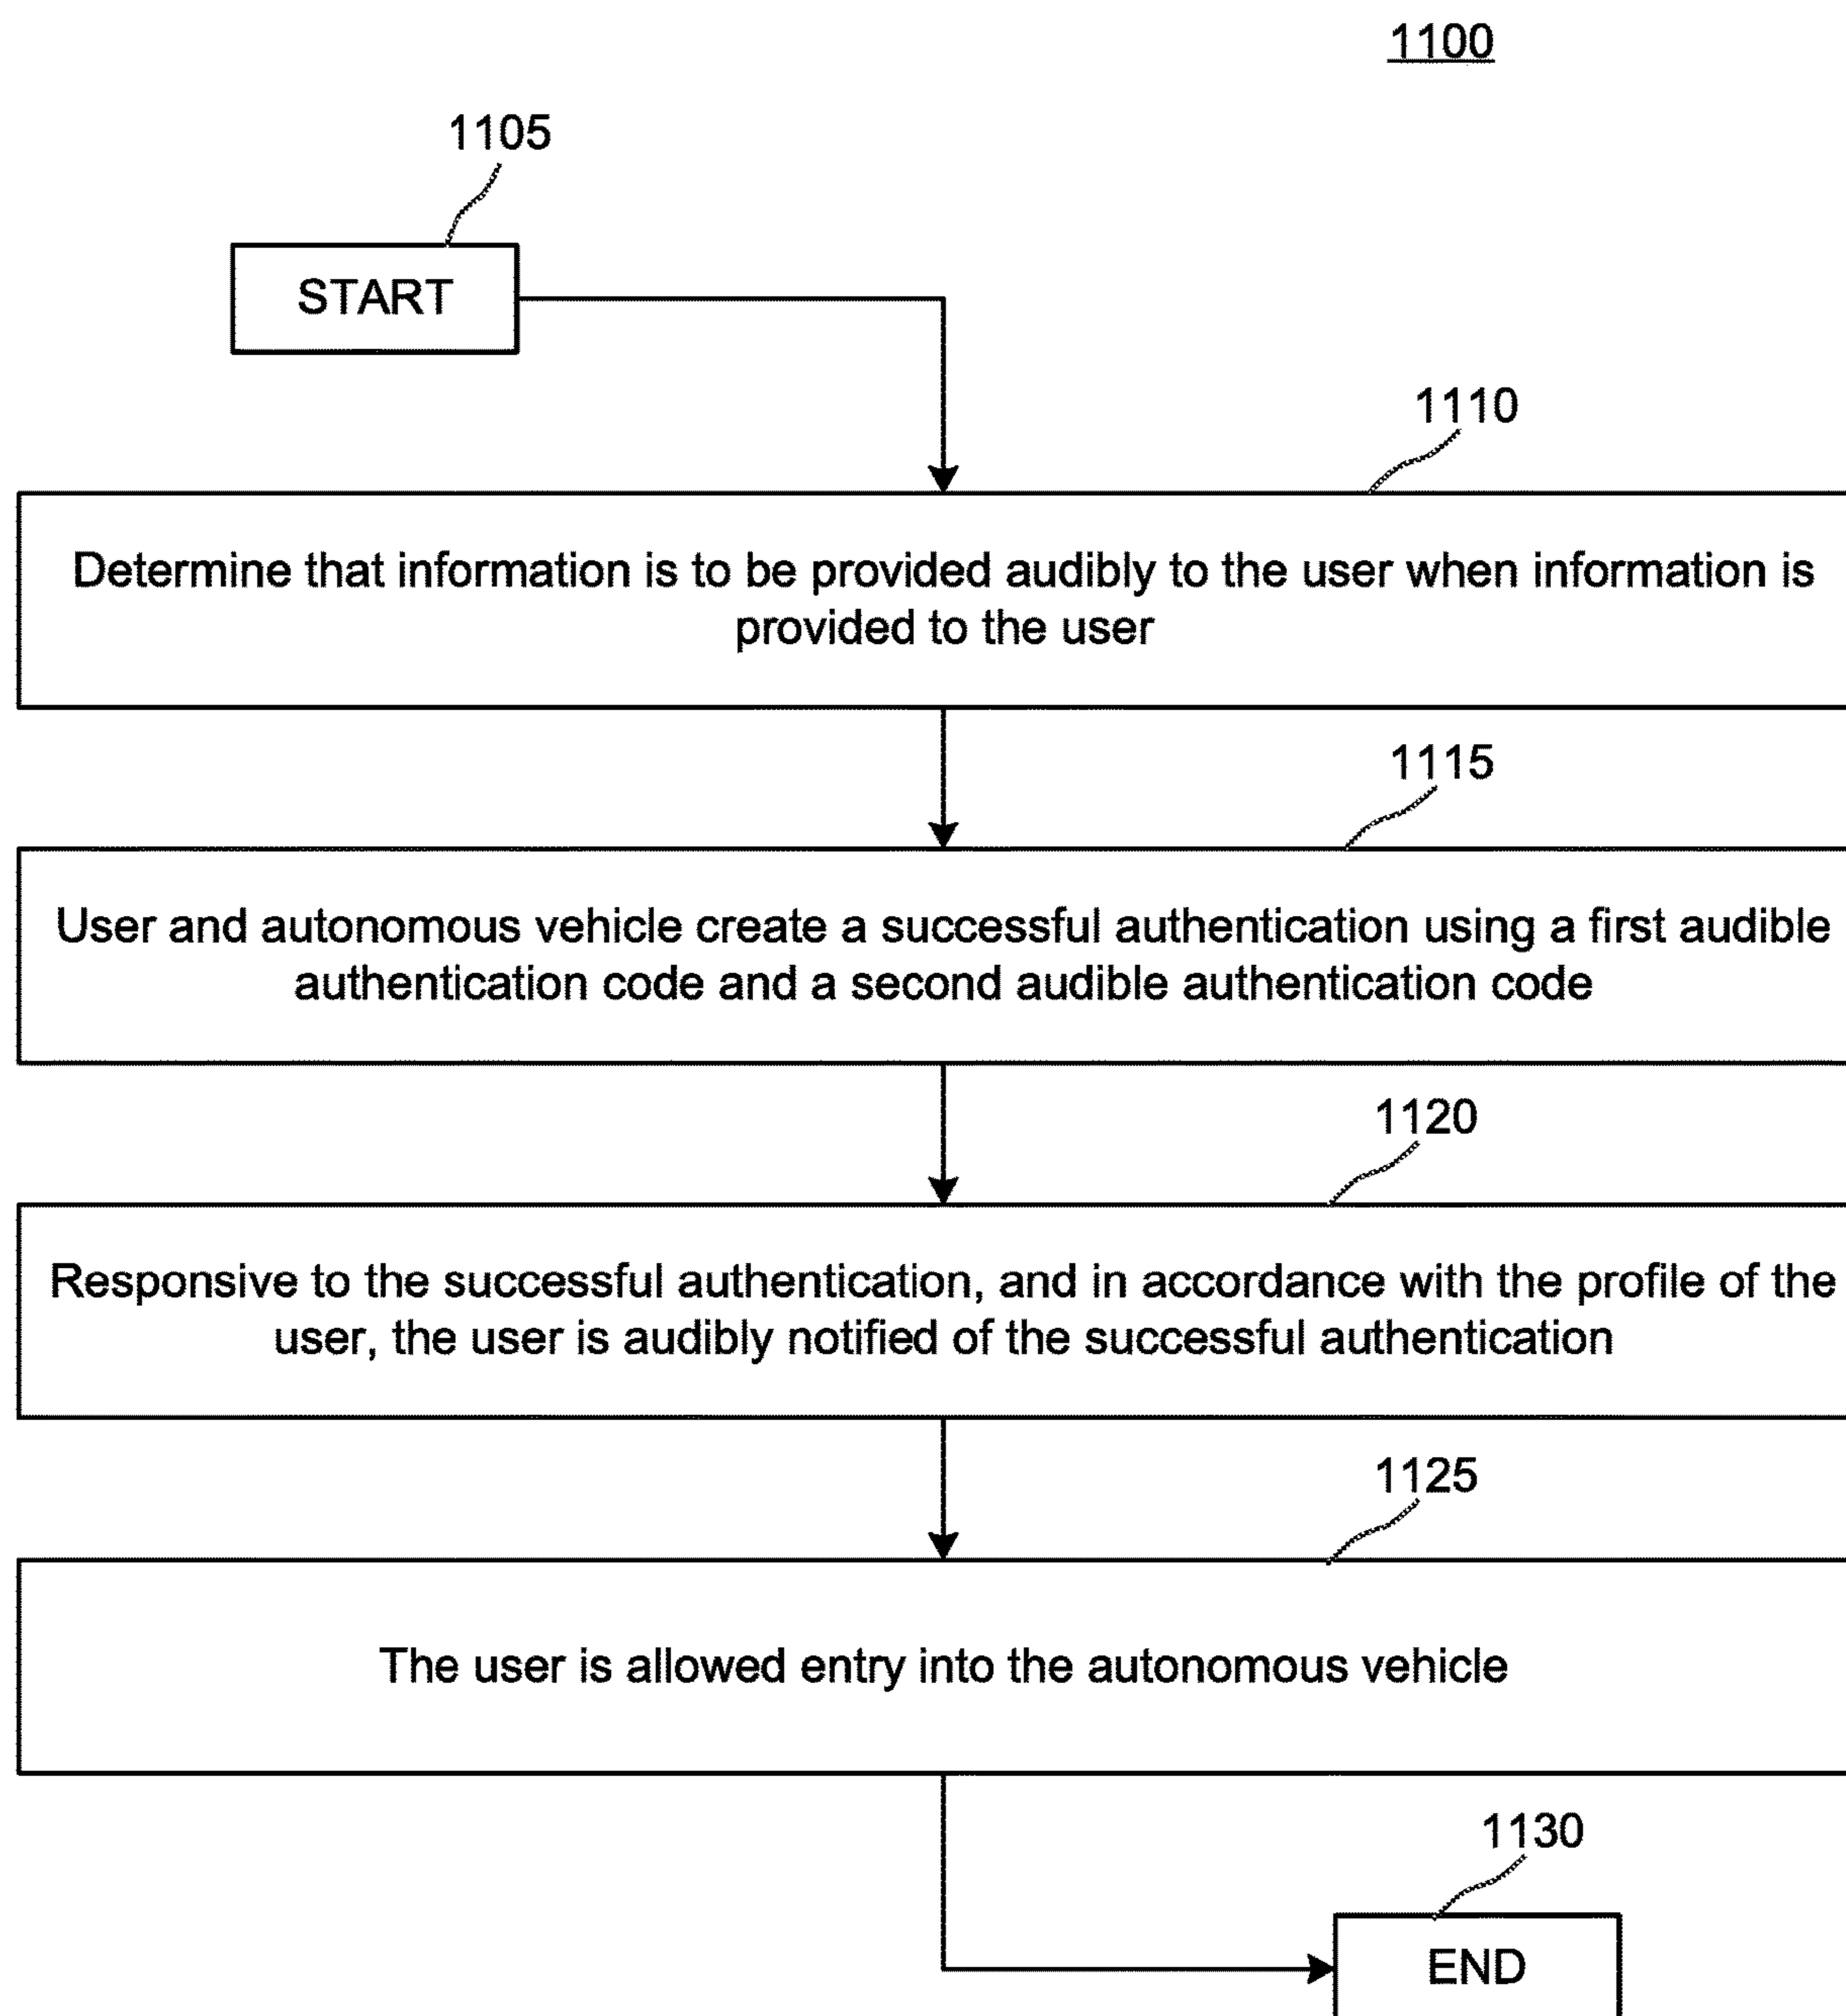 1100
1105
START
1110
Determine that information is to be provided audibly to the user when information is
provided to the user
1115
User and autonomous vehicle create a successful authentication using a first audible
authentication code and a second audible authentication code
1120
Responsive to the successful authentication, and in accordance with the profile of the
user, the user is audibly notified of the successful authentication
1125
The user is allowed entry into the autonomous vehicle
1130
END